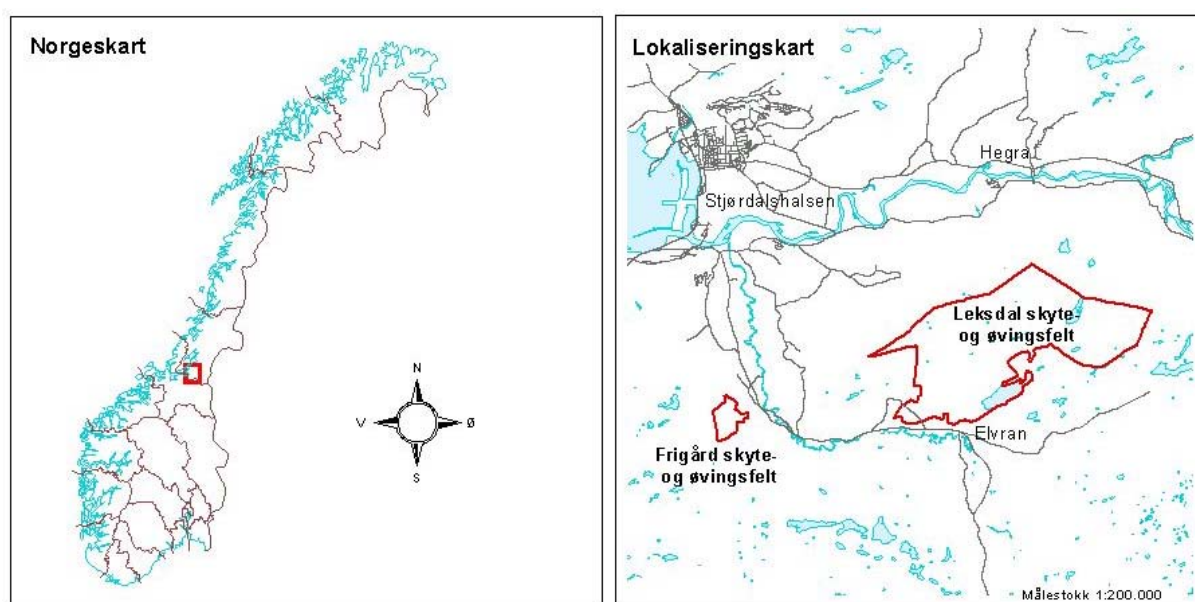 Norgeskart
N
V
Ø
S
Lokaliseringskart
Hegra
Stjørdalshalsen
Leksdal skyte-
og øvingsfelt
Elvran
Frigård skyte-
og øvingsfelt
Målestokk 1:200.000